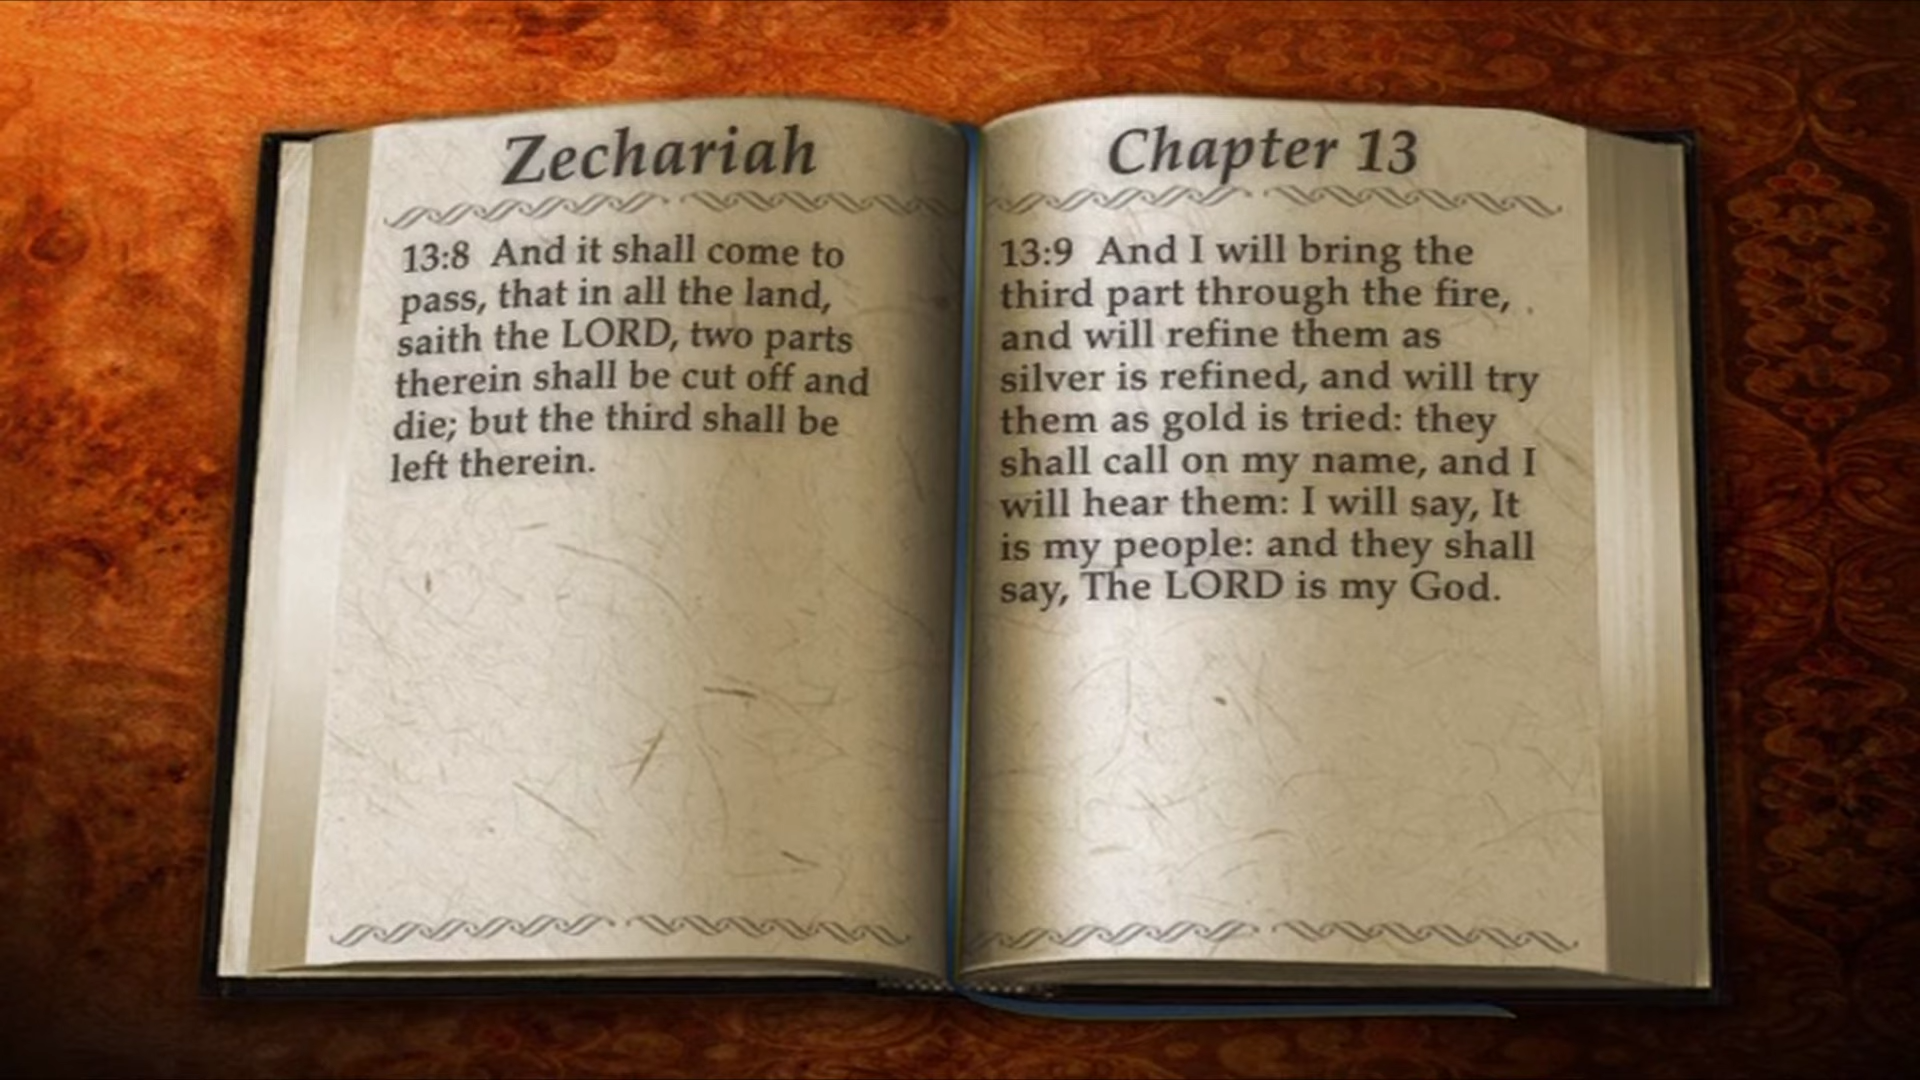 Zechariah
13:8 And it shall come to
pass, that in all the land,
saith the LORD, two parts
therein shall be cut off and
die; but the third shall be
left therein.
Chapter 13
13:9 And I will bring the
third part through the fire,
and will refine them as
silver is refined, and will try
them as gold is tried: they
shall call on my name, and I
will hear them: I will say, It
is my people: and they shall
say, The LORD is my God.